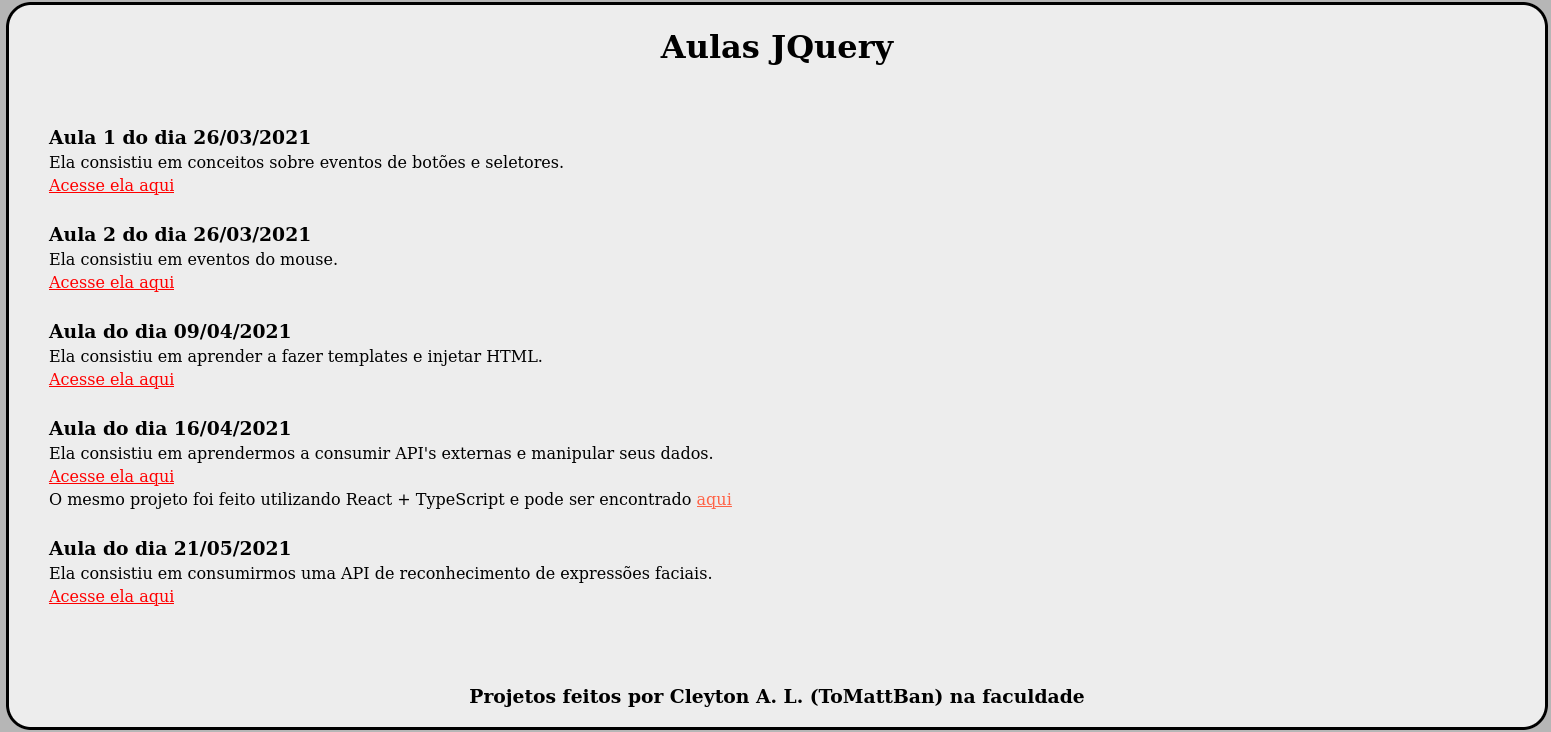 Aulas JQuery
Aula 1 do dia 26/03/2021
Ela consistiu em conceitos sobre eventos de botões e seletores.
Acesse ela aqui
Aula 2 do dia 26/03/2021
Ela consistiu em eventos do mouse.
Acesse ela aqui
Aula do dia 09/04/2021
Ela consistiu em aprender a fazer templates e injetar HTML.
Acesse ela aqui
Aula do dia 16/04/2021
Ela consistiu em aprendermos a consumir API's externas e manipular seus dados.
Acesse ela aqui
O mesmo projeto foi feito utilizando React + TypeScript e pode ser encontrado aqui
Aula do dia 21/05/2021
Ela consistiu em consumirmos uma API de reconhecimento de expressões faciais.
Acesse ela aqui
Projetos feitos por Cleyton A. L. (ToMattBan) na faculdade